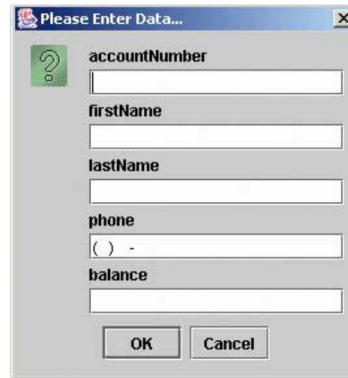 Please Enter Data...
accountNumber
firstName
lastName
phone
( ) -
balance
OK Cancel